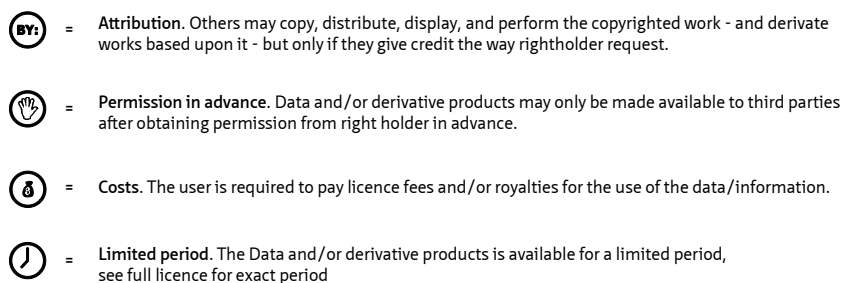 BY: = Attribution. Others may copy, distribute, display, and perform the copyrighted work - and derivate
works based upon it - but only if they give credit the way rightholder request.
= Permission in advance. Data and/or derivative products may only be made available to third parties
after obtaining permission from right holder in advance.
= Costs. The user is required to pay licence fees and/or royalties for the use of the data/information.
= Limited period. The Data and/or derivative products is available for a limited period,
see full licence for exact period